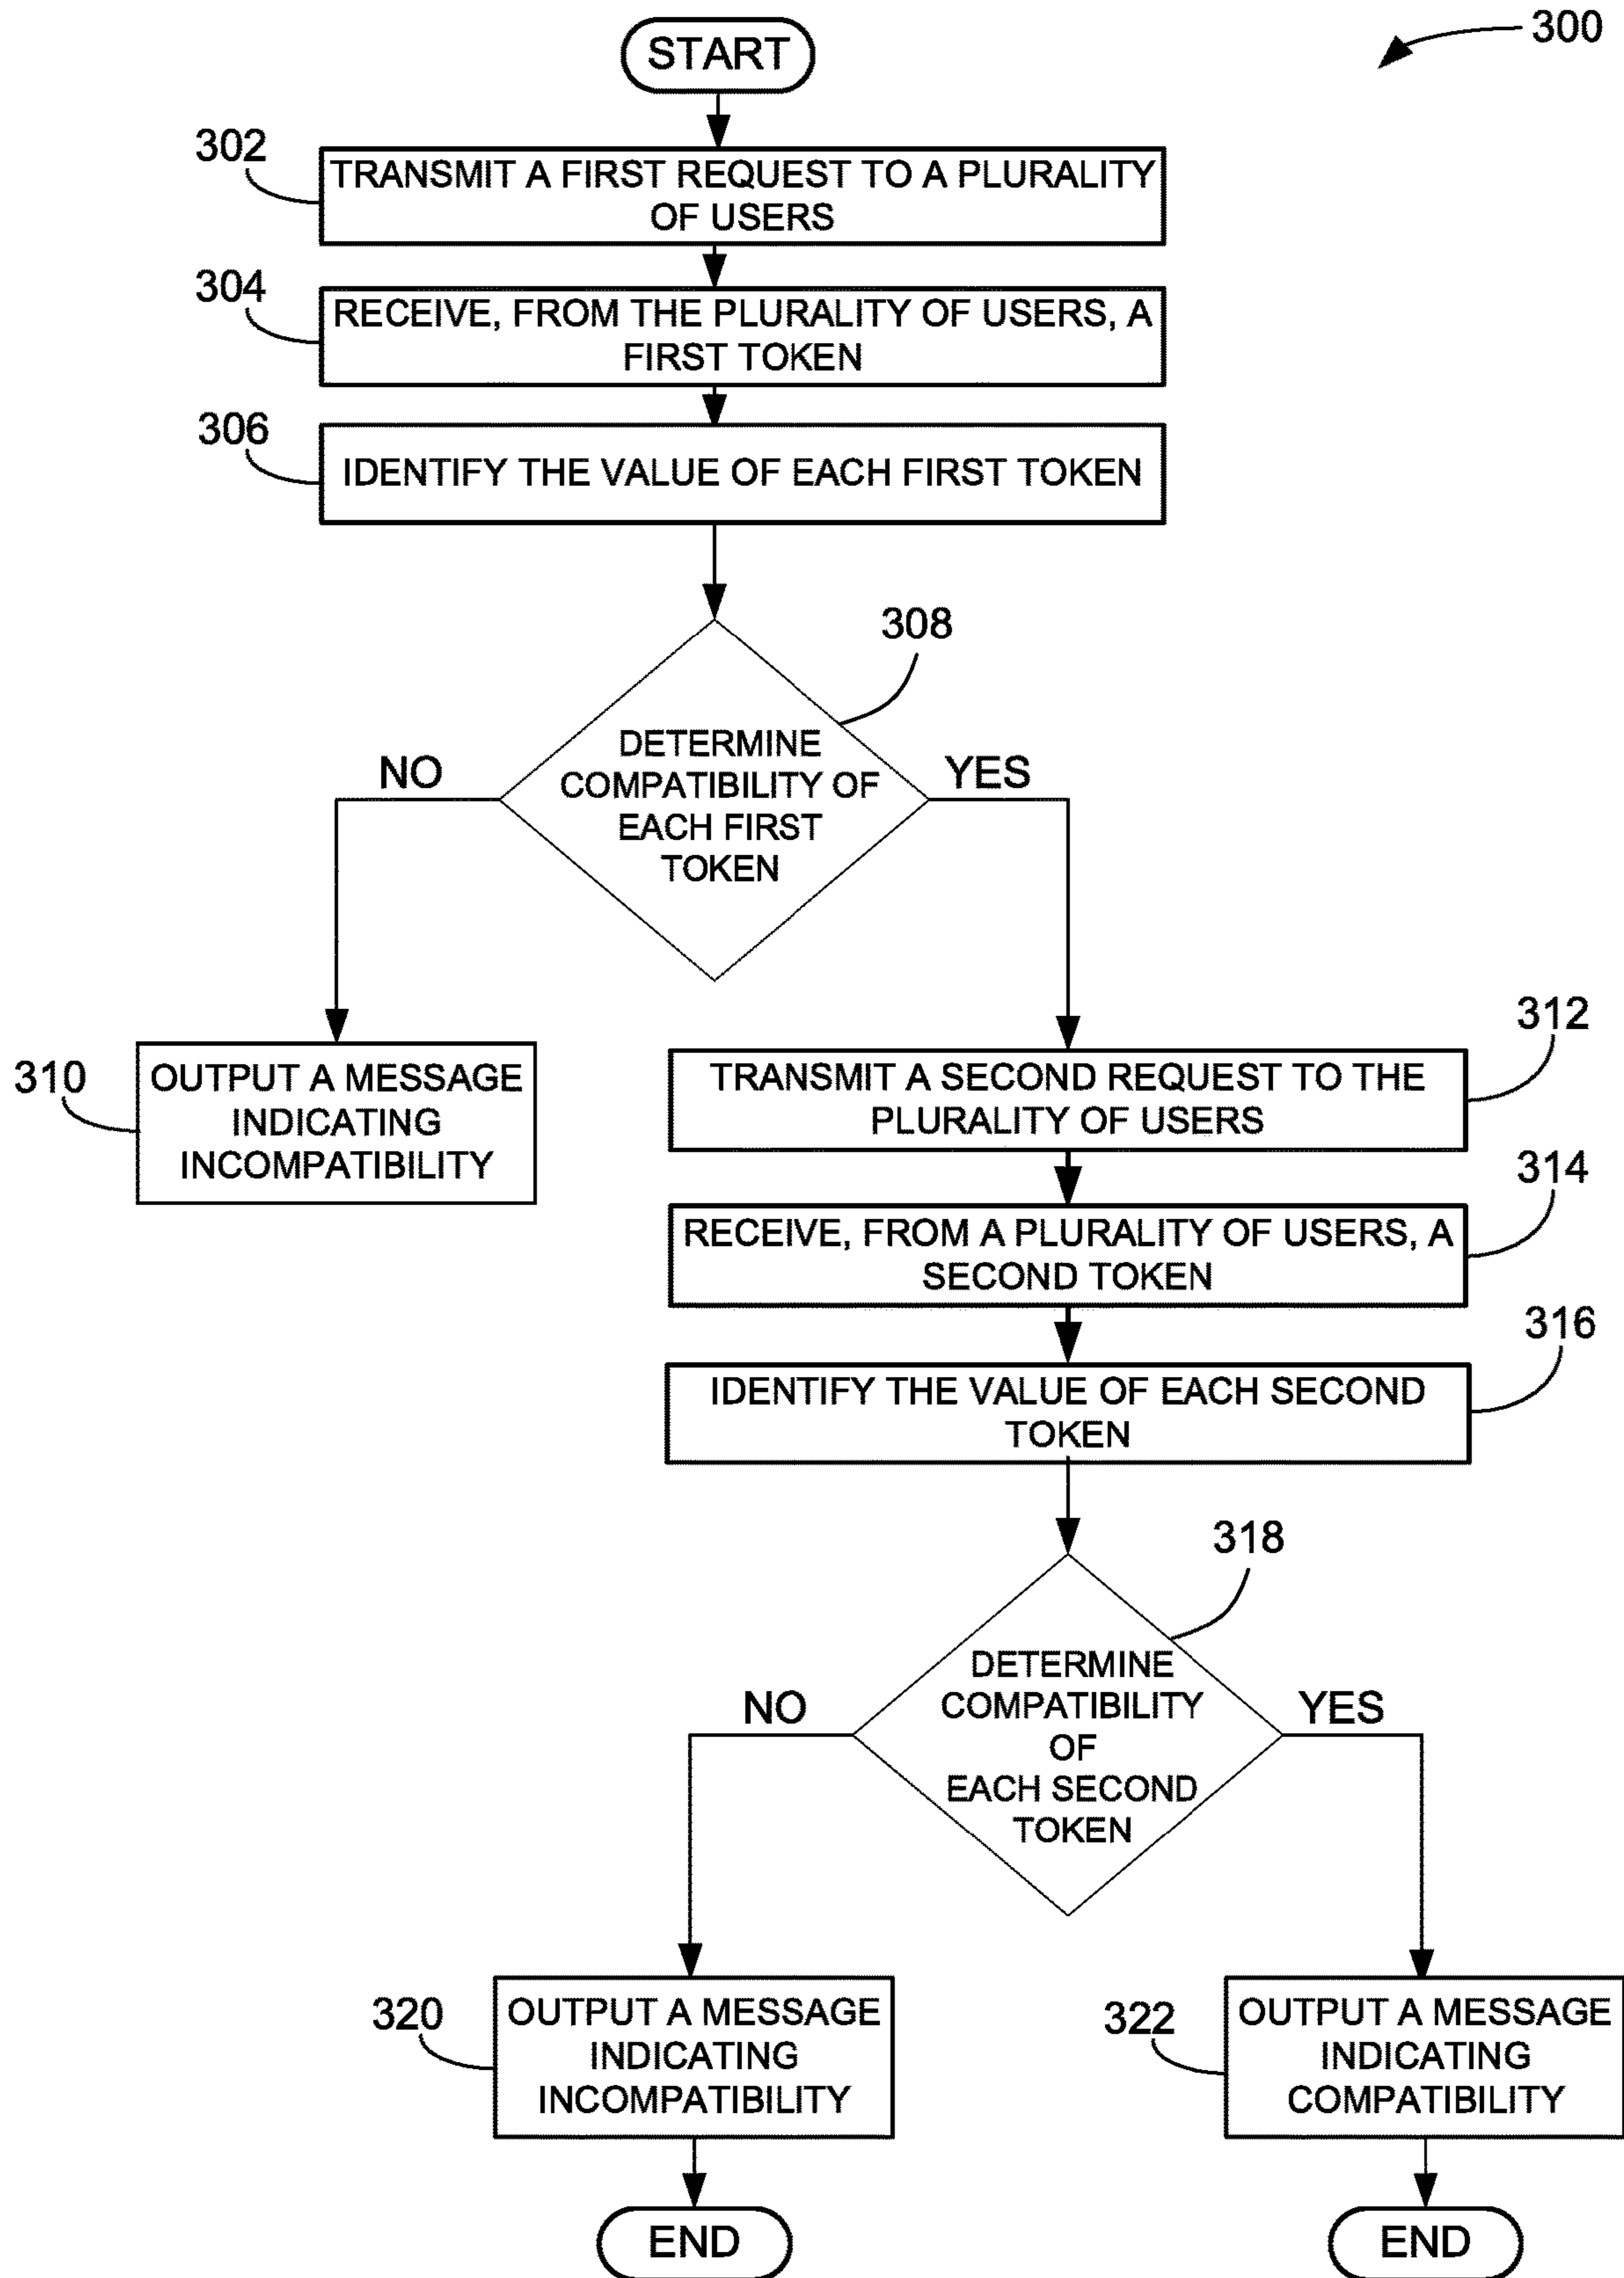 START
300
302
TRANSMIT A FIRST REQUEST TO A PLURALITY
OF USERS
304
RECEIVE, FROM THE PLURALITY OF USERS, A
FIRST TOKEN
306
IDENTIFY THE VALUE OF EACH FIRST TOKEN
308
DETERMINE
COMPATIBILITY OF
EACH FIRST
TOKEN
NO
YES
310
OUTPUT A MESSAGE
INDICATING
INCOMPATIBILITY
312
TRANSMIT A SECOND REQUEST TO THE
PLURALITY OF USERS
314
RECEIVE, FROM A PLURALITY OF USERS, A
SECOND TOKEN
316
IDENTIFY THE VALUE OF EACH SECOND
TOKEN
318
DETERMINE
COMPATIBILITY
OF
EACH SECOND
TOKEN
NO
YES
320
OUTPUT A MESSAGE
INDICATING
INCOMPATIBILITY
322
OUTPUT A MESSAGE
INDICATING
COMPATIBILITY
END
END